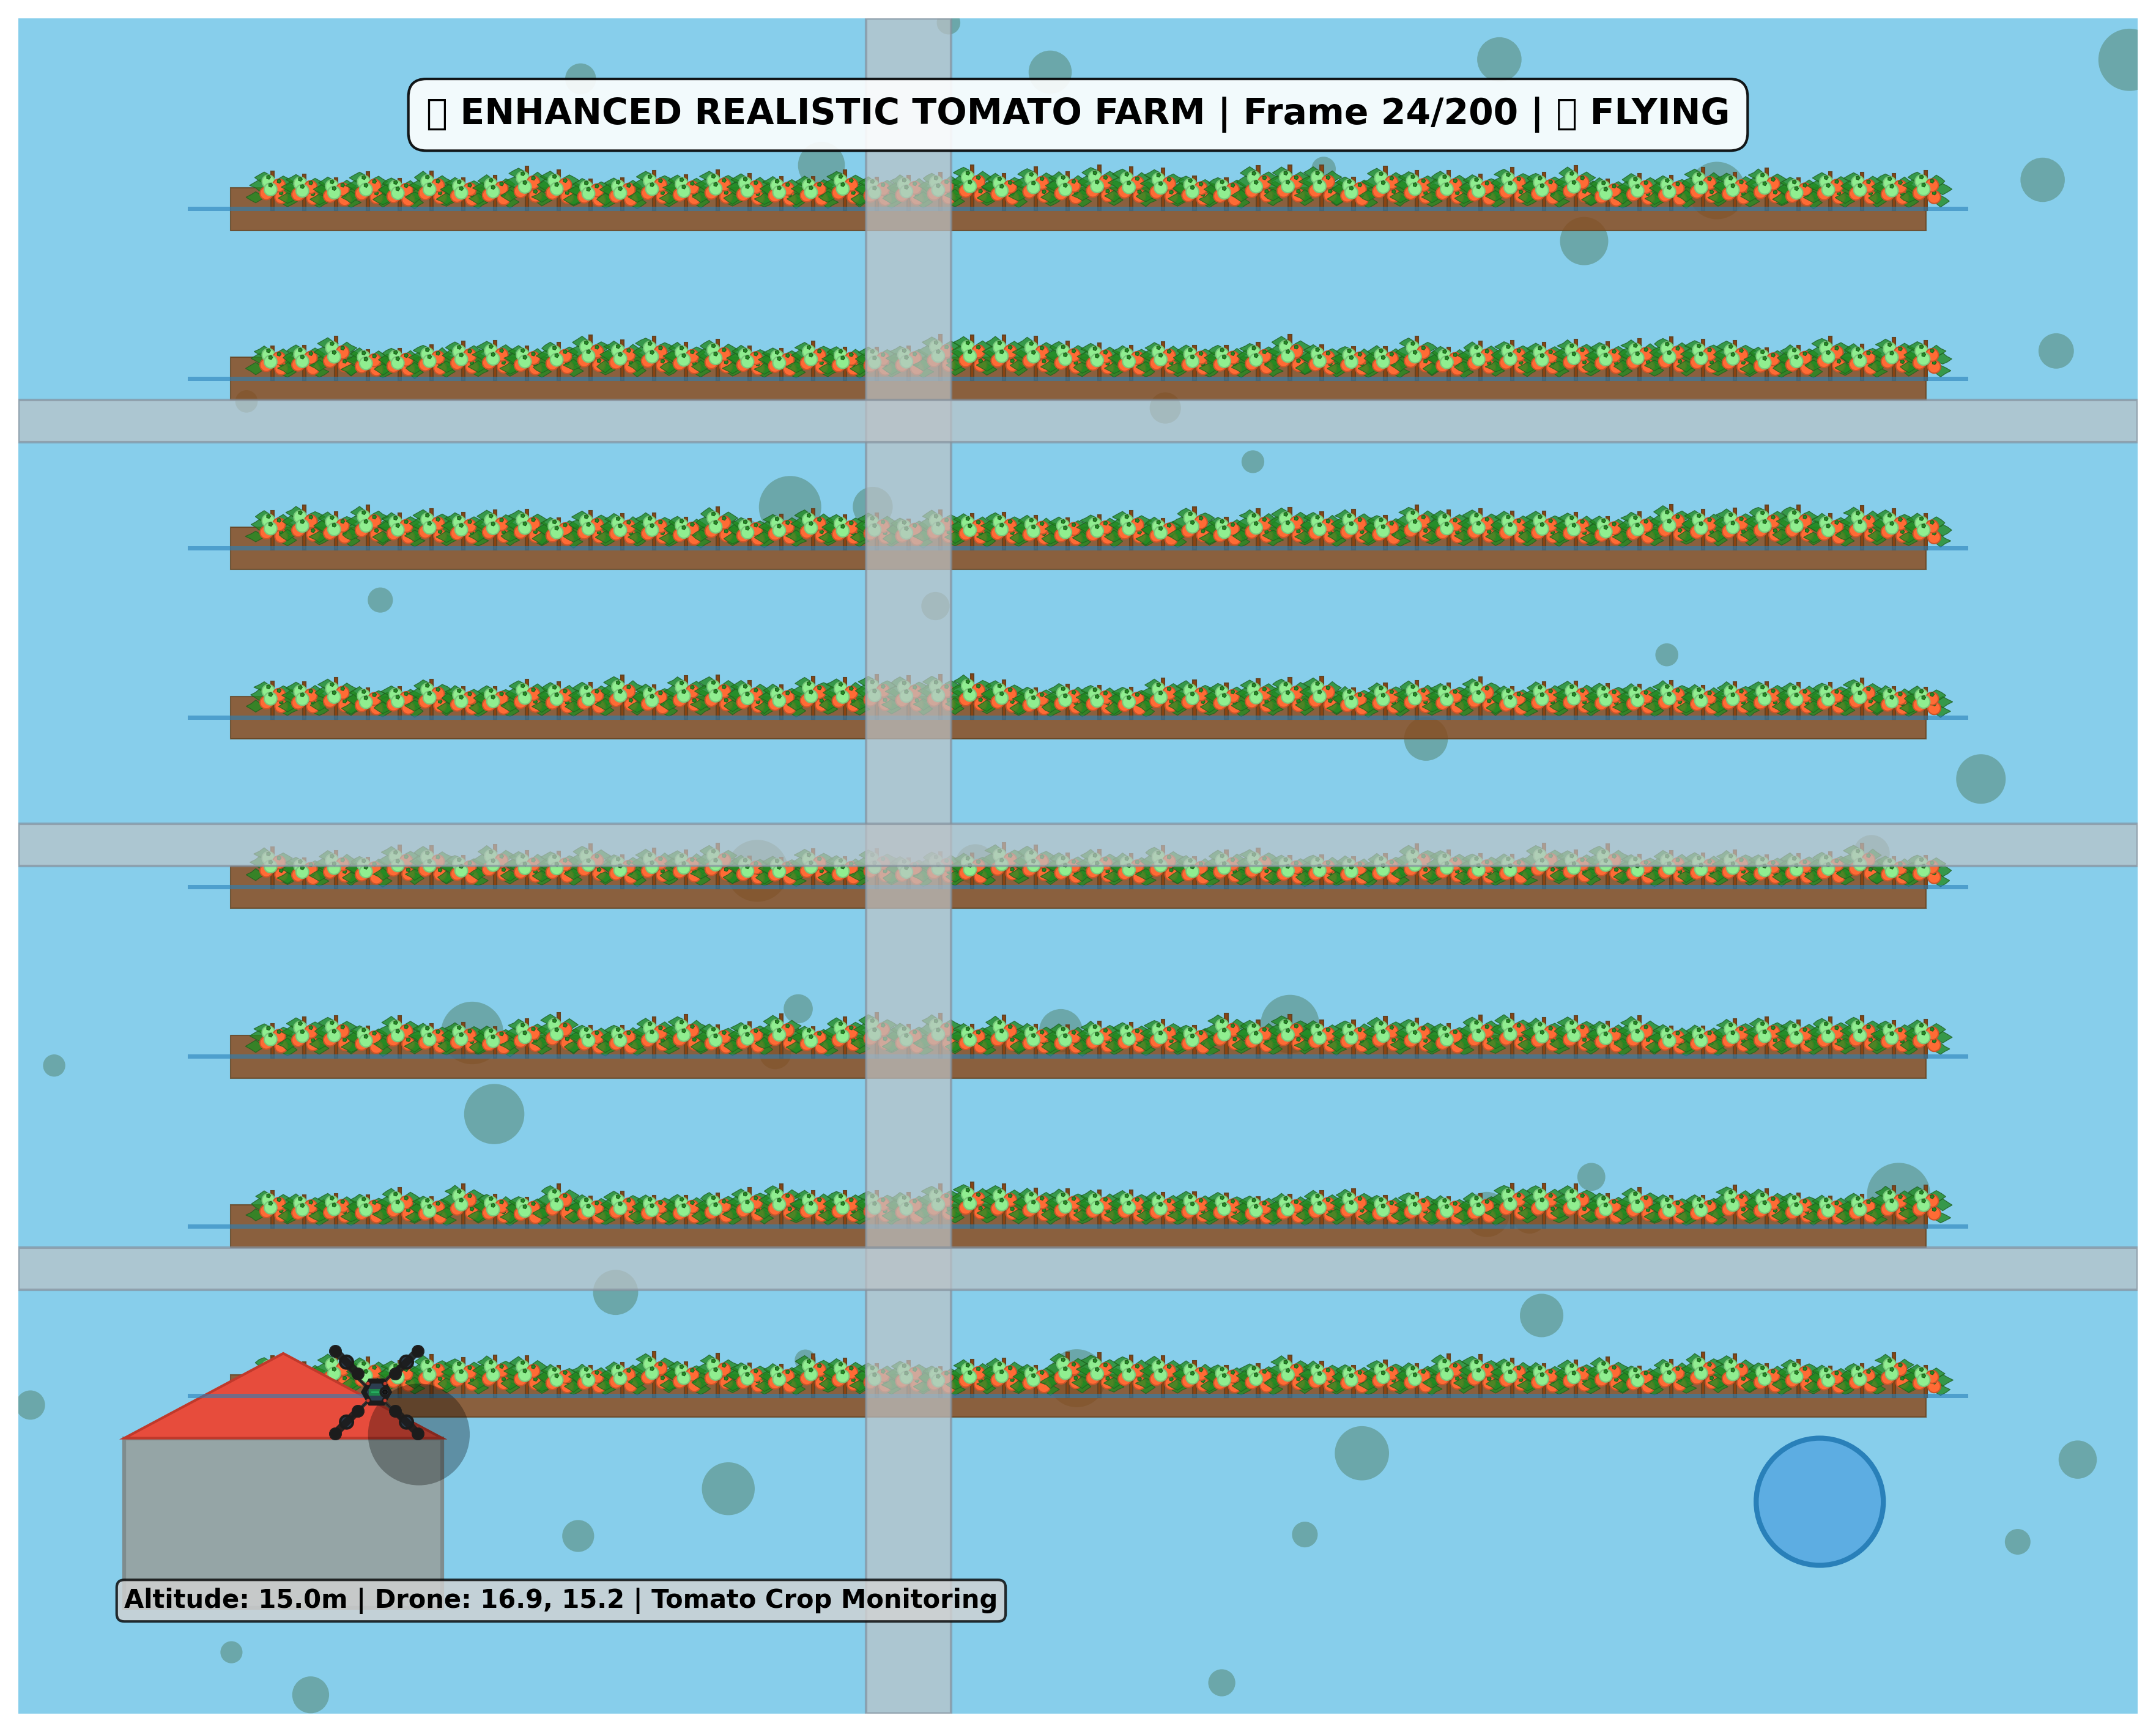 ▯ ENHANCED REALISTIC TOMATO FARM | Frame 24/200 | ▯ FLYING
Altitude: 15.0m | Drone: 16.9, 15.2 | Tomato Crop Monitoring